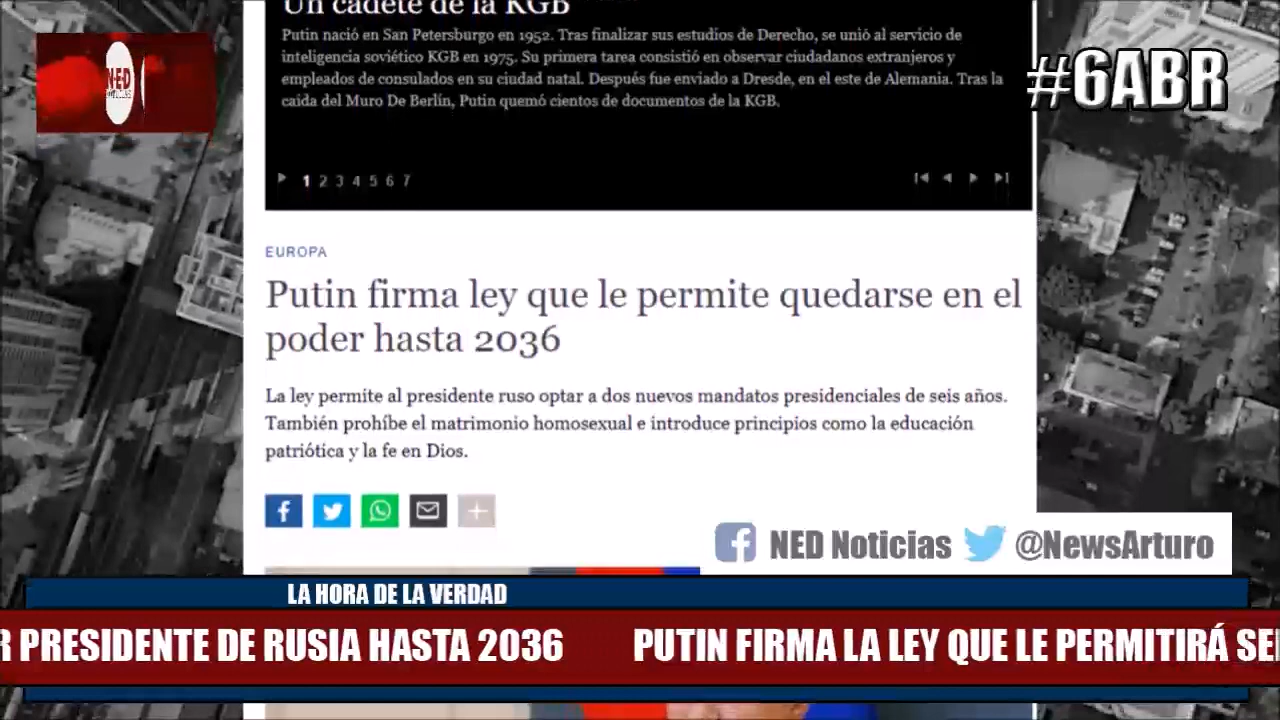 Un cadete de la KGB
Putin nació en San Petersburgo en 1952. Tras finalizar sus estudios de Derecho, se unió al servicio de
inteligencia soviético KGB en 1975. Su primera tarea consistió en observar ciudadanos extranjeros y
empleados de consulados en su ciudad natal. Después fue enviado a Dresde, en el este de Alemania. Tras la
caída del Muro De Berlín, Putin quemó cientos de documentos de la KGB.
N·E·D
#6ABR
1 2 3 4 5 6 7
EUROPA
Putin firma ley que le permite quedarse en el
poder hasta 2036
La ley permite al presidente ruso optar a dos nuevos mandatos presidenciales de seis años.
También prohíbe el matrimonio homosexual e introduce principios como la educación
patriótica y la fe en Dios.
NED Noticias @NewsArturo
LA HORA DE LA VERDAD
R PRESIDENTE DE RUSIA HASTA 2036 PUTIN FIRMA LA LEY QUE LE PERMITIRÁ SE